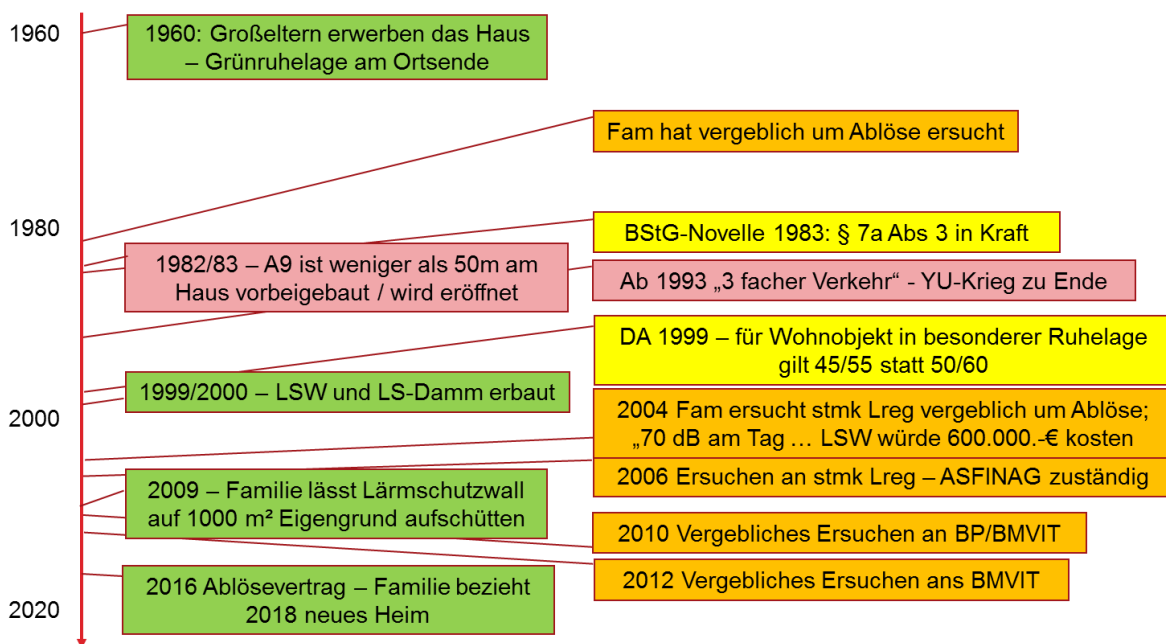 1960
1960: Großeltern erwerben das Haus
– Grünruhelage am Ortsende
Fam hat vergeblich um Ablöse ersucht
1980
BStG-Novelle 1983: § 7a Abs 3 in Kraft
1982/83 – A9 ist weniger als 50m am
Haus vorbeigebaut / wird eröffnet
Ab 1993 „3 facher Verkehr“ - YU-Krieg zu Ende
DA 1999 – für Wohnobjekt in besonderer Ruhelage
gilt 45/55 statt 50/60
1999/2000 – LSW und LS-Damm erbaut
2000
2004 Fam ersucht stmk Lreg vergeblich um Ablöse;
„70 dB am Tag … LSW würde 600.000.-€ kosten
2006 Ersuchen an stmk Lreg – ASFINAG zuständig
2009 – Familie lässt Lärmschutzwall
auf 1000 m² Eigengrund aufschütten
2010 Vergebliches Ersuchen an BP/BMVIT
2012 Vergebliches Ersuchen ans BMVIT
2016 Ablösevertrag – Familie bezieht
2018 neues Heim
2020